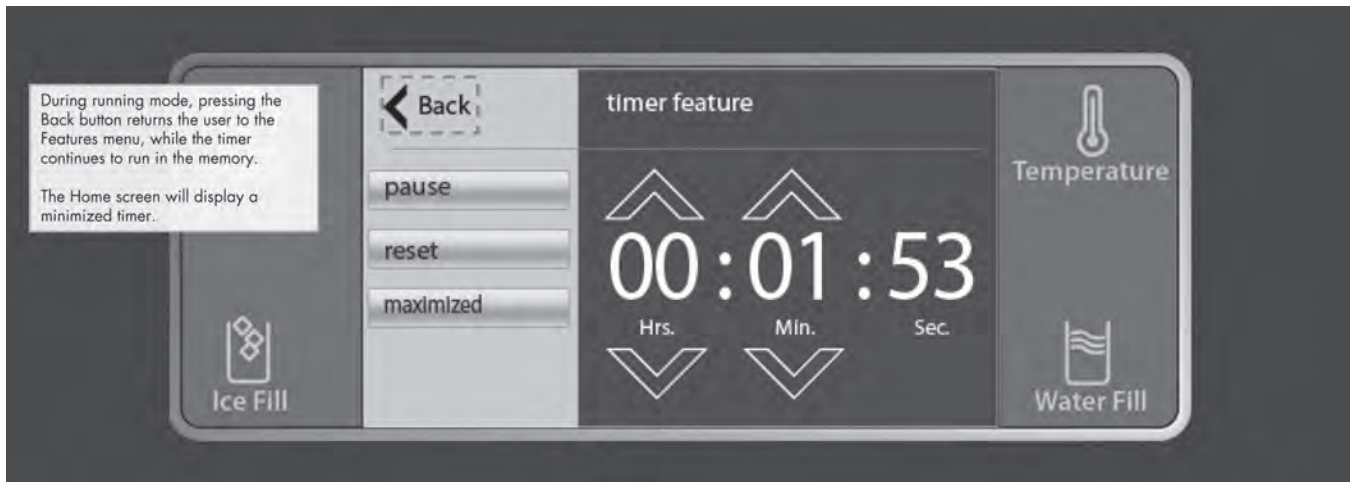 During running mode, pressing the
Back button returns the user to the
Features menu, while the timer
continues to run in the memory.
The Home screen will display a
minimized timer.
Back
pause
reset
maximized
timer feature
00 : 01 : 53
Hrs. Min. Sec.
Ice Fill
Temperature
Water Fill